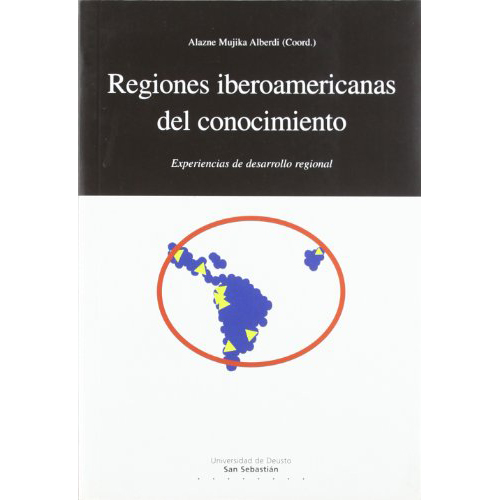 Alazne Mujika Alberdi (Coord.)
Regiones iberoamericanas
del conocimiento
Experiencias de desarrollo regional
Universidad de Deusto
San Sebastián